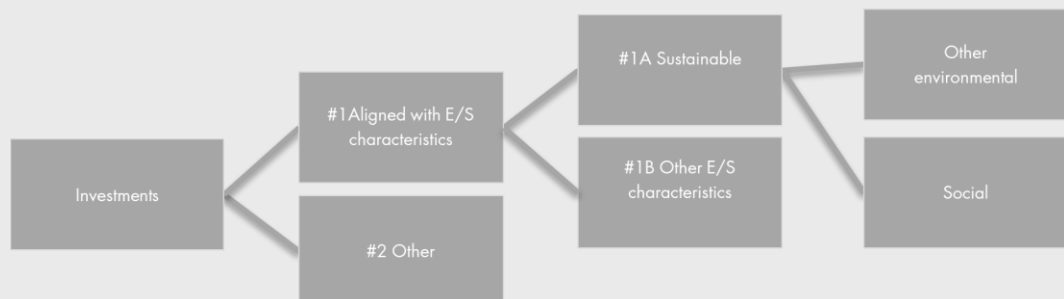 Investments
#1Aligned with E/S
characteristics
#2 Other
#1A Sustainable
#1B Other E/S
characteristics
Other
environmental
Social